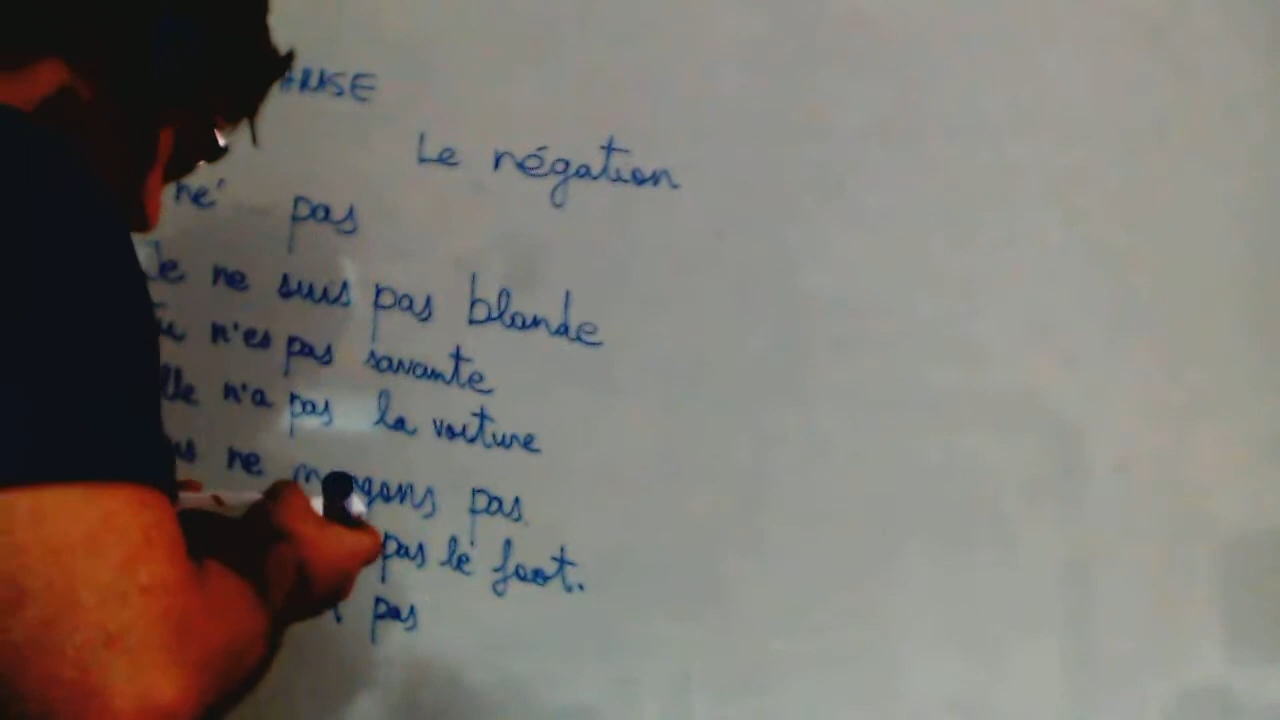 Le négation
ne pas
Je ne suis pas blonde
Tu n'es pas savante
n'a pas la voiture
ne pas
pas le foot.
pas